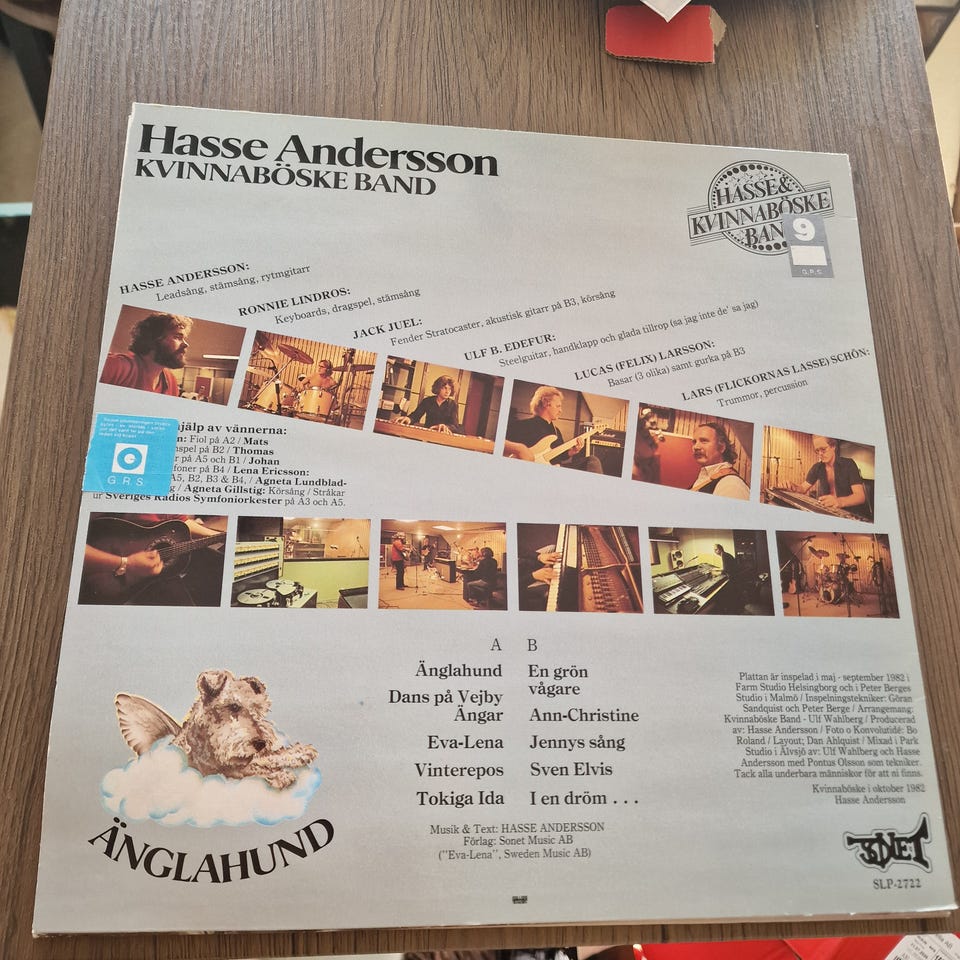 Hasse Andersson
KVINNABÖSKE BAND
HASSE &
KVINNABÖSKE
BAN
9
G.R.S.
HASSE ANDERSSON:
Leadsång, stämsång, rytmgitarr
RONNIE LINDROS:
Keyboards, dragspel, stämsång
JACK JUEL:
Fender Stratocaster, akustisk gitarr på B3, körsång
ULF B. EDEFUR:
Steelguitar, handklapp och glada tillrop (sa jag inte de' sa jag)
LUCAS (FELIX) LARSSON:
Basar (3 olika) samt gurka på B3
LARS (FLICKORNAS LASSE) SCHÖN:
Trummor, percussion
G.R.S.
hjälp av vännerna:
n: Fiol på A2 / Mats
nspel på B2 / Thomas
r på A5 och B1 / Johan
foner på B4 / Lena Ericsson:
A5, B2, B3 & B4, / Agneta Lundblad-
g / Agneta Gillstig: Körsång / Stråkar
ur Sveriges Radios Symfoniorkester på A3 och A5.
A B
Änglahund
Dans på Vejby
Ängar
Eva-Lena
Vinterepos
Tokiga Ida
En grön
vågare
Ann-Christine
Jennys sång
Sven Elvis
I en dröm . . .
Musik & Text: HASSE ANDERSSON
Förlag: Sonet Music AB
("Eva-Lena", Sweden Music AB)
Plattan är inspelad i maj - september 1982 i
Farm Studio Helsingborg och i Peter Berges
Studio i Malmö / Inspelningstekniker: Göran
Sandquist och Peter Berge / Arrangemang:
Kvinnaböske Band - Ulf Wahlberg / Producerad
av: Hasse Andersson / Foto o Konvolutidé: Bo
Roland / Layout; Dan Ahlquist / Mixad i Park
Studio i Älvsjö av: Ulf Wahlberg och Hasse
Andersson med Pontus Olsson som tekniker.
Tack alla underbara människor för att ni finns.
Kvinnaböske i oktober 1982
Hasse Andersson
ÄNGLAHUND
SONET
SLP-2722